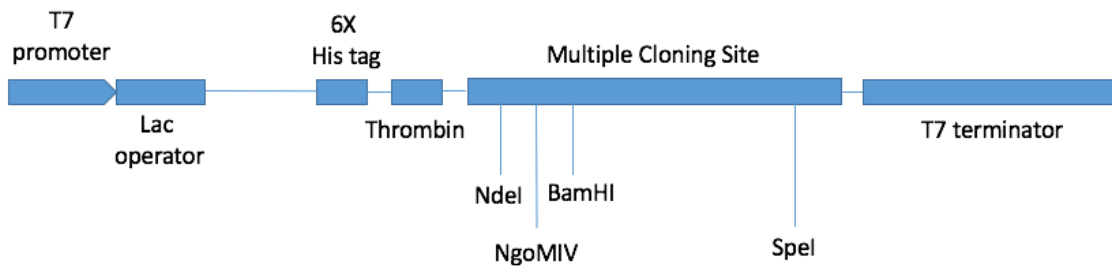 T7
promoter
6X
His tag
Multiple Cloning Site
Lac
operator
Thrombin
T7 terminator
NdeI
BamHI
NgoMIV
SpeI